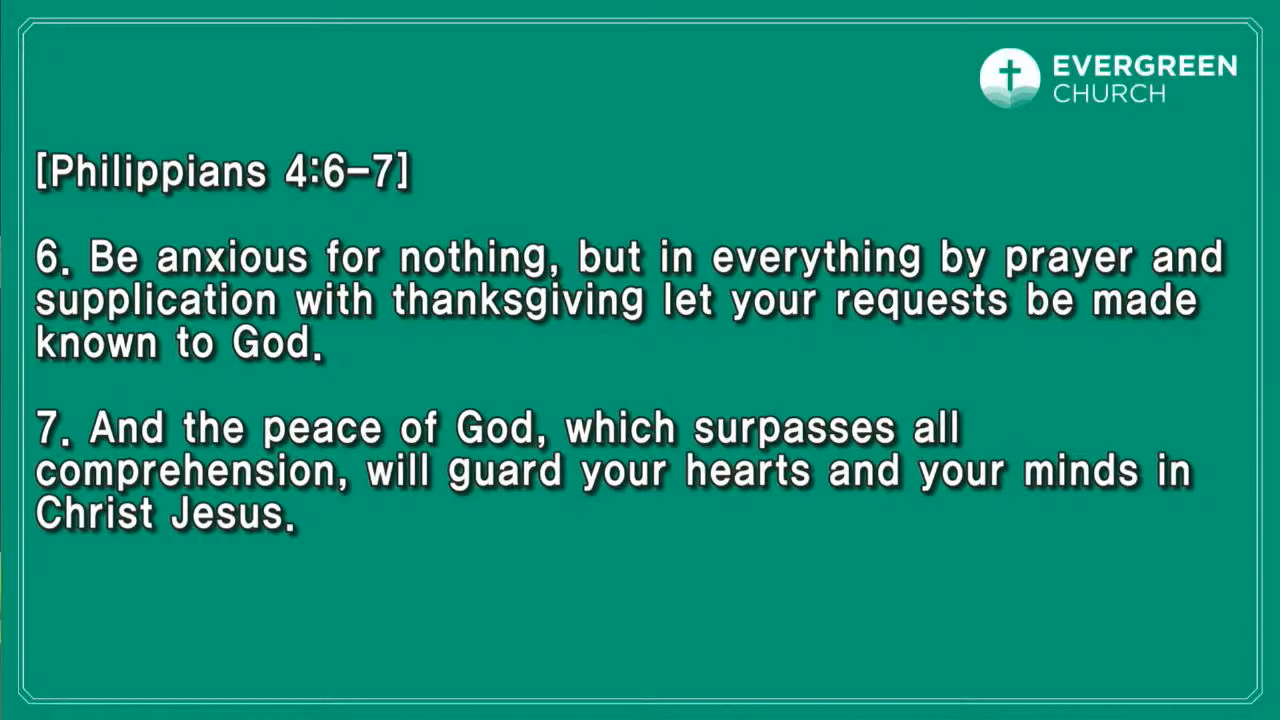 EVERGREEN
CHURCH
[Philippians 4:6-7]
6. Be anxious for nothing, but in everything by prayer and
supplication with thanksgiving let your requests be made
known to God.
7. And the peace of God, which surpasses all
comprehension, will guard your hearts and your minds in
Christ Jesus.